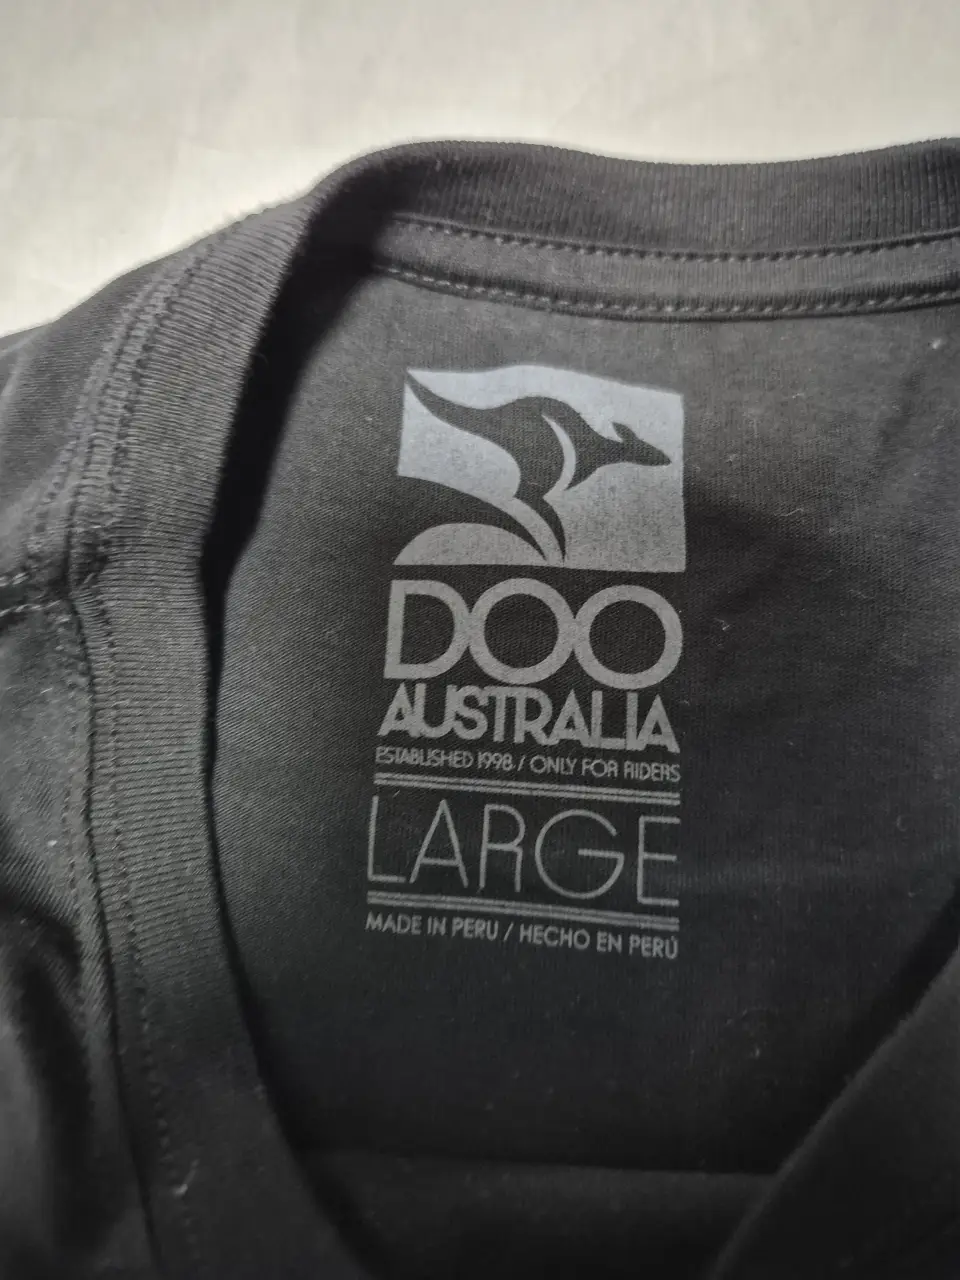 DOO
AUSTRALIA
ESTABLISHED 1998 / ONLY FOR RIDERS
LARGE
MADE IN PERU / HECHO EN PERÚ